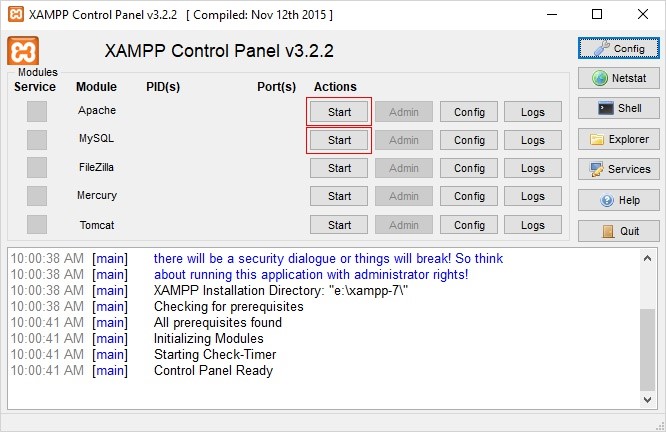 XAMPP Control Panel v3.2.2 [ Compiled: Nov 12th 2015 ]
XAMPP Control Panel v3.2.2
Config
Netstat
Shell
Explorer
Services
Help
Quit
Modules
Service Module PID(s) Port(s) Actions
Apache Start Admin Config Logs
MySQL Start Admin Config Logs
FileZilla Start Admin Config Logs
Mercury Start Admin Config Logs
Tomcat Start Admin Config Logs
10:00:38 AM [main] there will be a security dialogue or things will break! So think
10:00:38 AM [main] about running this application with administrator rights!
10:00:38 AM [main] XAMPP Installation Directory: "e:\xampp-7\"
10:00:38 AM [main] Checking for prerequisites
10:00:41 AM [main] All prerequisites found
10:00:41 AM [main] Initializing Modules
10:00:41 AM [main] Starting Check-Timer
10:00:41 AM [main] Control Panel Ready